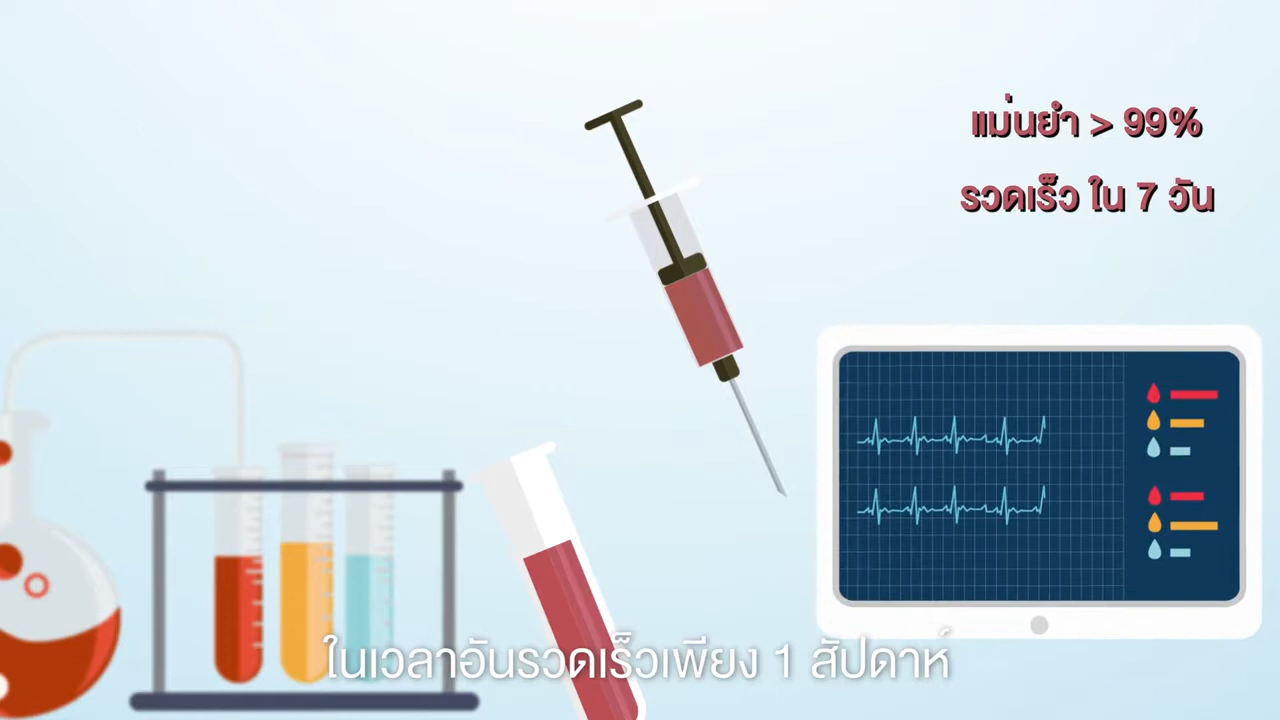 แม่นยำ > 99%
รวดเร็ว ใน 7 วัน
ในเวลาอันรวดเร็วเพียง 1 สัปดาห์